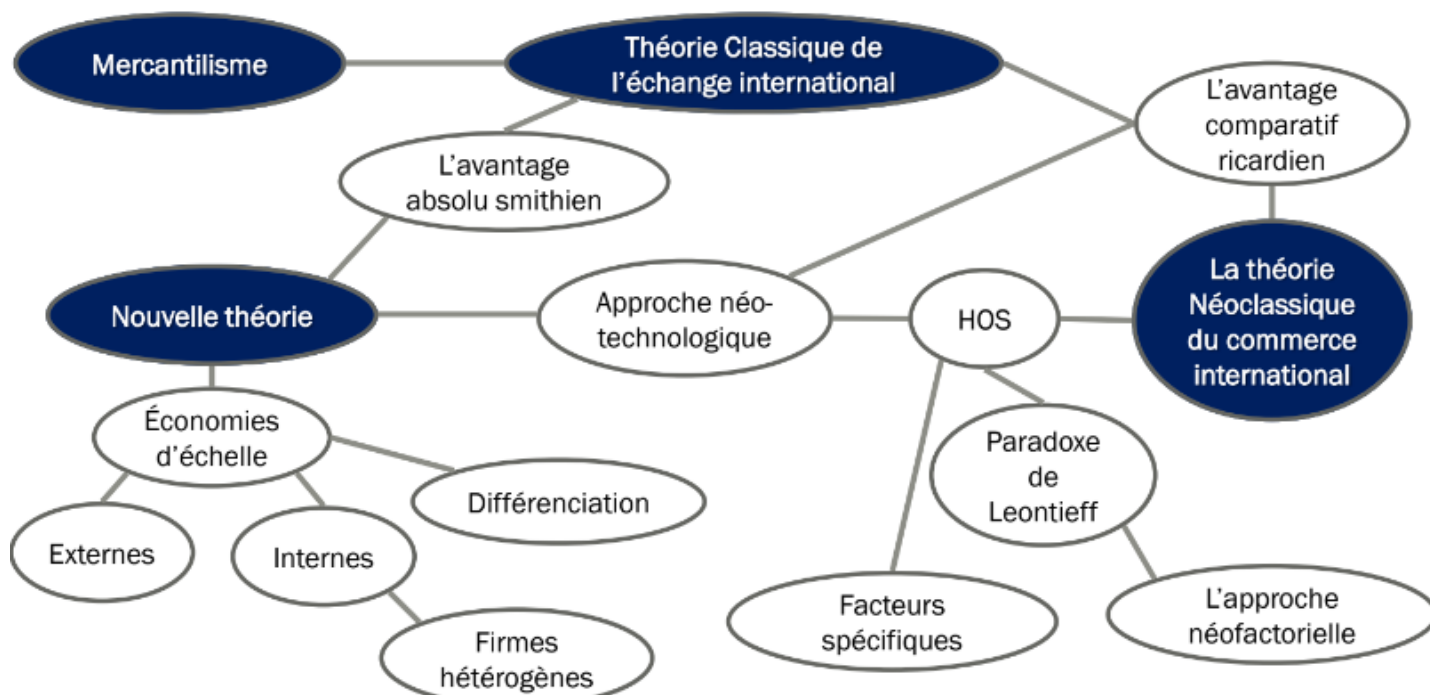 Mercantilisme
Théorie Classique de
l'échange international
L'avantage
comparatif
ricardien
L'avantage
absolu smithien
Nouvelle théorie
Approche néo-
technologique
HOS
La théorie
Néoclassique
du commerce
international
Économies
d'échelle
Différenciation
Paradoxe
de
Leontieff
Externes
Internes
Facteurs
spécifiques
L'approche
néofactorielle
Firmes
hétérogènes